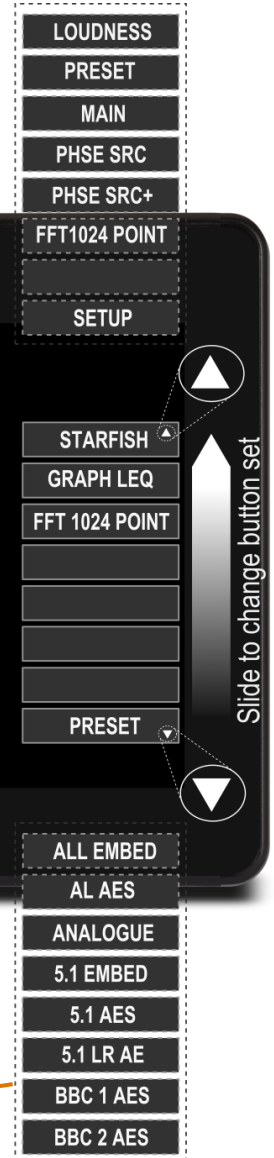 LOUDNESS
PRESET
MAIN
PHSE SRC
PHSE SRC+
FFT1024 POINT
SETUP
STARFISH
GRAPH LEQ
FFT 1024 POINT
PRESET
Slide to change button set
ALL EMBED
AL AES
ANALOGUE
5.1 EMBED
5.1 AES
5.1 LR AE
BBC 1 AES
BBC 2 AES